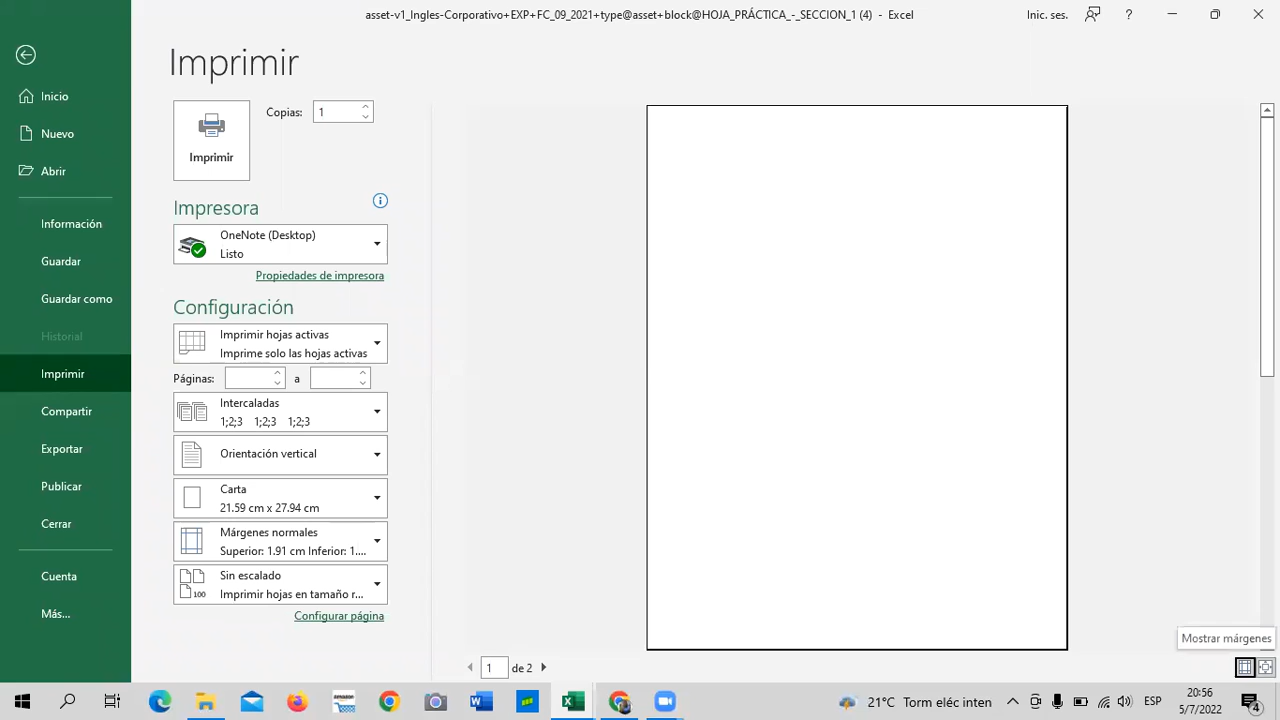 asset-v1_Ingles-Corporativo+EXP+FC_09_2021+type@asset+block@HOJA_PRÁCTICA_-_SECCION_1 (4) - Excel
Inic. ses.
?
Imprimir
Inicio
Nuevo
Abrir
Información
Guardar
Guardar como
Historial
Imprimir
Compartir
Exportar
Publicar
Cerrar
Cuenta
Más...
Imprimir
Copias: 1
Impresora
OneNote (Desktop)
Listo
Propiedades de impresora
Configuración
Imprimir hojas activas
Imprime solo las hojas activas
Páginas: a
Intercaladas
1;2;3 1;2;3 1;2;3
Orientación vertical
Carta
21.59 cm x 27.94 cm
Márgenes normales
Superior: 1.91 cm Inferior: 1....
Sin escalado
100 Imprimir hojas en tamaño r...
Configurar página
Mostrar márgenes
1 de 2
amazon
21°C Torm eléc inten
ESP
20:56
5/7/2022
4